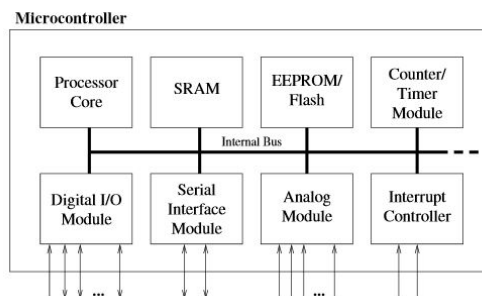 Microcontroller
Processor
Core
SRAM
EEPROM/
Flash
Counter/
Timer
Module
Internal Bus
Digital I/O
Module
Serial
Interface
Module
Analog
Module
Interrupt
Controller
...
...